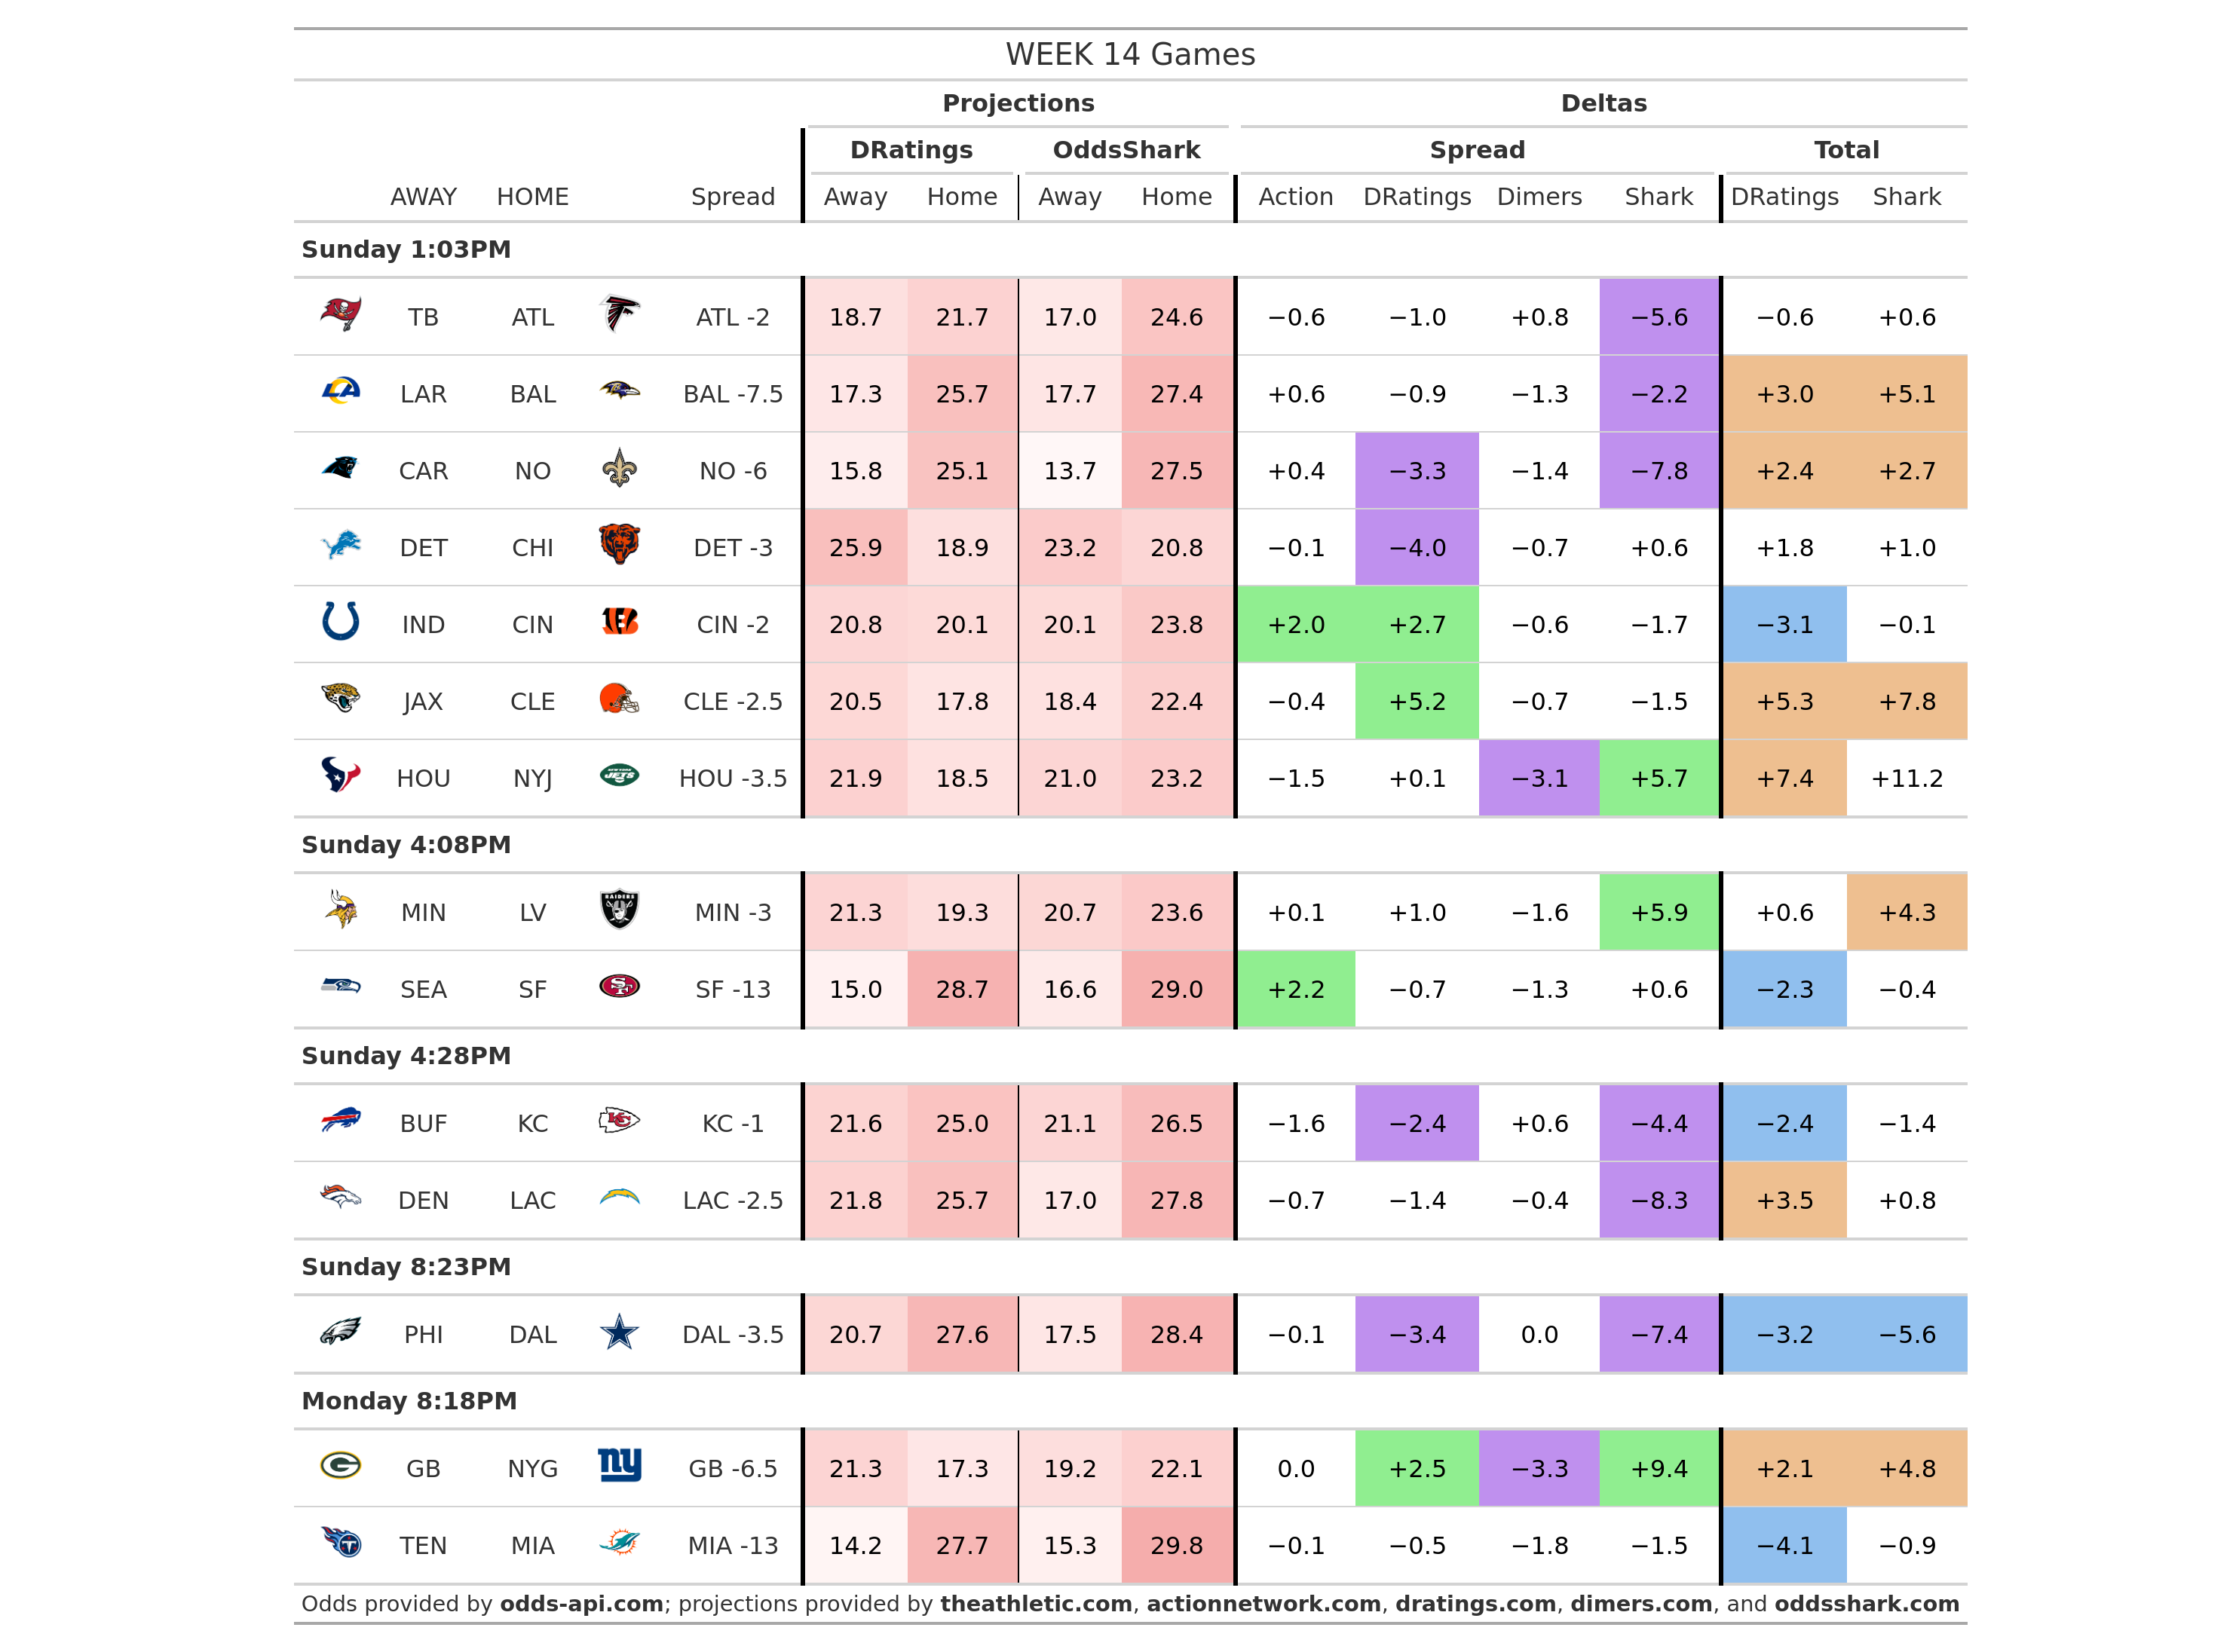 WEEK 14 Games
Projections Deltas
DRatings OddsShark Spread Total
AWAY HOME Spread Away Home Away Home Action DRatings Dimers Shark DRatings Shark
Sunday 1:03PM
TB ATL ATL -2 18.7 21.7 17.0 24.6 −0.6 −1.0 +0.8 −5.6 −0.6 +0.6
LAR BAL BAL -7.5 17.3 25.7 17.7 27.4 +0.6 −0.9 −1.3 −2.2 +3.0 +5.1
CAR NO NO -6 15.8 25.1 13.7 27.5 +0.4 −3.3 −1.4 −7.8 +2.4 +2.7
DET CHI DET -3 25.9 18.9 23.2 20.8 −0.1 −4.0 −0.7 +0.6 +1.8 +1.0
IND CIN CIN -2 20.8 20.1 20.1 23.8 +2.0 +2.7 −0.6 −1.7 −3.1 −0.1
JAX CLE CLE -2.5 20.5 17.8 18.4 22.4 −0.4 +5.2 −0.7 −1.5 +5.3 +7.8
HOU NYJ JETS HOU -3.5 21.9 18.5 21.0 23.2 −1.5 +0.1 −3.1 +5.7 +7.4 +11.2
Sunday 4:08PM
MIN LV RAIDERS MIN -3 21.3 19.3 20.7 23.6 +0.1 +1.0 −1.6 +5.9 +0.6 +4.3
SEA SF SF SF -13 15.0 28.7 16.6 29.0 +2.2 −0.7 −1.3 +0.6 −2.3 −0.4
Sunday 4:28PM
BUF KC KC KC -1 21.6 25.0 21.1 26.5 −1.6 −2.4 +0.6 −4.4 −2.4 −1.4
DEN LAC LAC -2.5 21.8 25.7 17.0 27.8 −0.7 −1.4 −0.4 −8.3 +3.5 +0.8
Sunday 8:23PM
PHI DAL DAL -3.5 20.7 27.6 17.5 28.4 −0.1 −3.4 0.0 −7.4 −3.2 −5.6
Monday 8:18PM
G GB NYG ny GB -6.5 21.3 17.3 19.2 22.1 0.0 +2.5 −3.3 +9.4 +2.1 +4.8
T TEN MIA MIA -13 14.2 27.7 15.3 29.8 −0.1 −0.5 −1.8 −1.5 −4.1 −0.9
Odds provided by odds-api.com; projections provided by theathletic.com, actionnetwork.com, dratings.com, dimers.com, and oddsshark.com